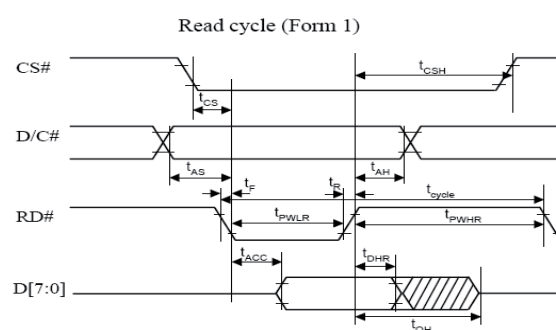 Read cycle (Form 1)
CS#
tCSH
tCS
D/C#
tAS
tAH
tF
tR
tcycle
RD#
tPWLR
tPWHR
tACC
tDHR
D[7:0]
tOH